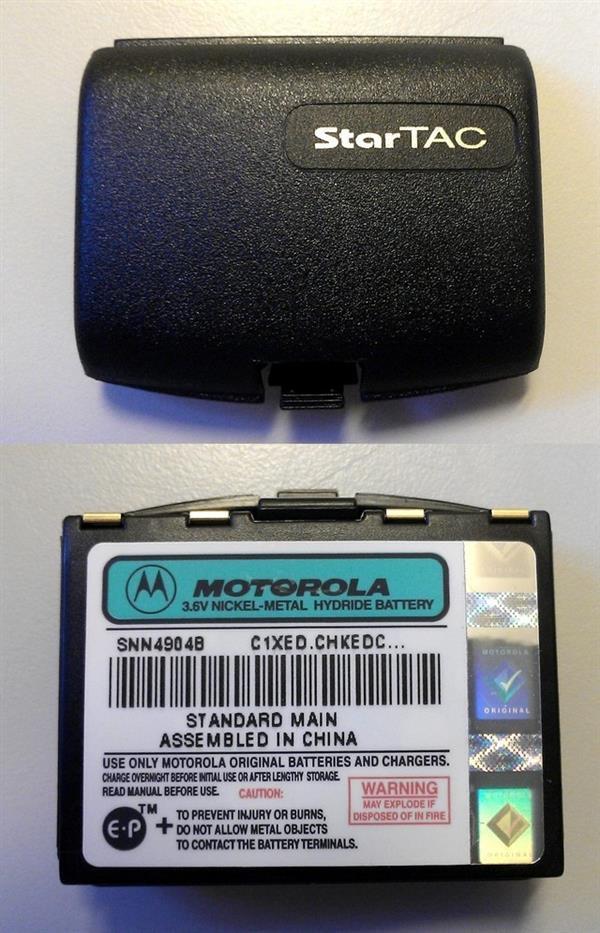 StarTAC
MOTOROLA
3.6V NICKEL-METAL HYDRIDE BATTERY
SNN4904B C1XED.CHKEDC...
STANDARD MAIN
ASSEMBLED IN CHINA
USE ONLY MOTOROLA ORIGINAL BATTERIES AND CHARGERS.
CHARGE OVERNIGHT BEFORE INITIAL USE OR AFTER LENGTHY STORAGE.
READ MANUAL BEFORE USE. CAUTION:
WARNING
MAY EXPLODE IF
DISPOSED OF IN FIRE
E·P™ + TO PREVENT INJURY OR BURNS,
DO NOT ALLOW METAL OBJECTS
TO CONTACT THE BATTERY TERMINALS.
MOTOROLA
ORIGINAL